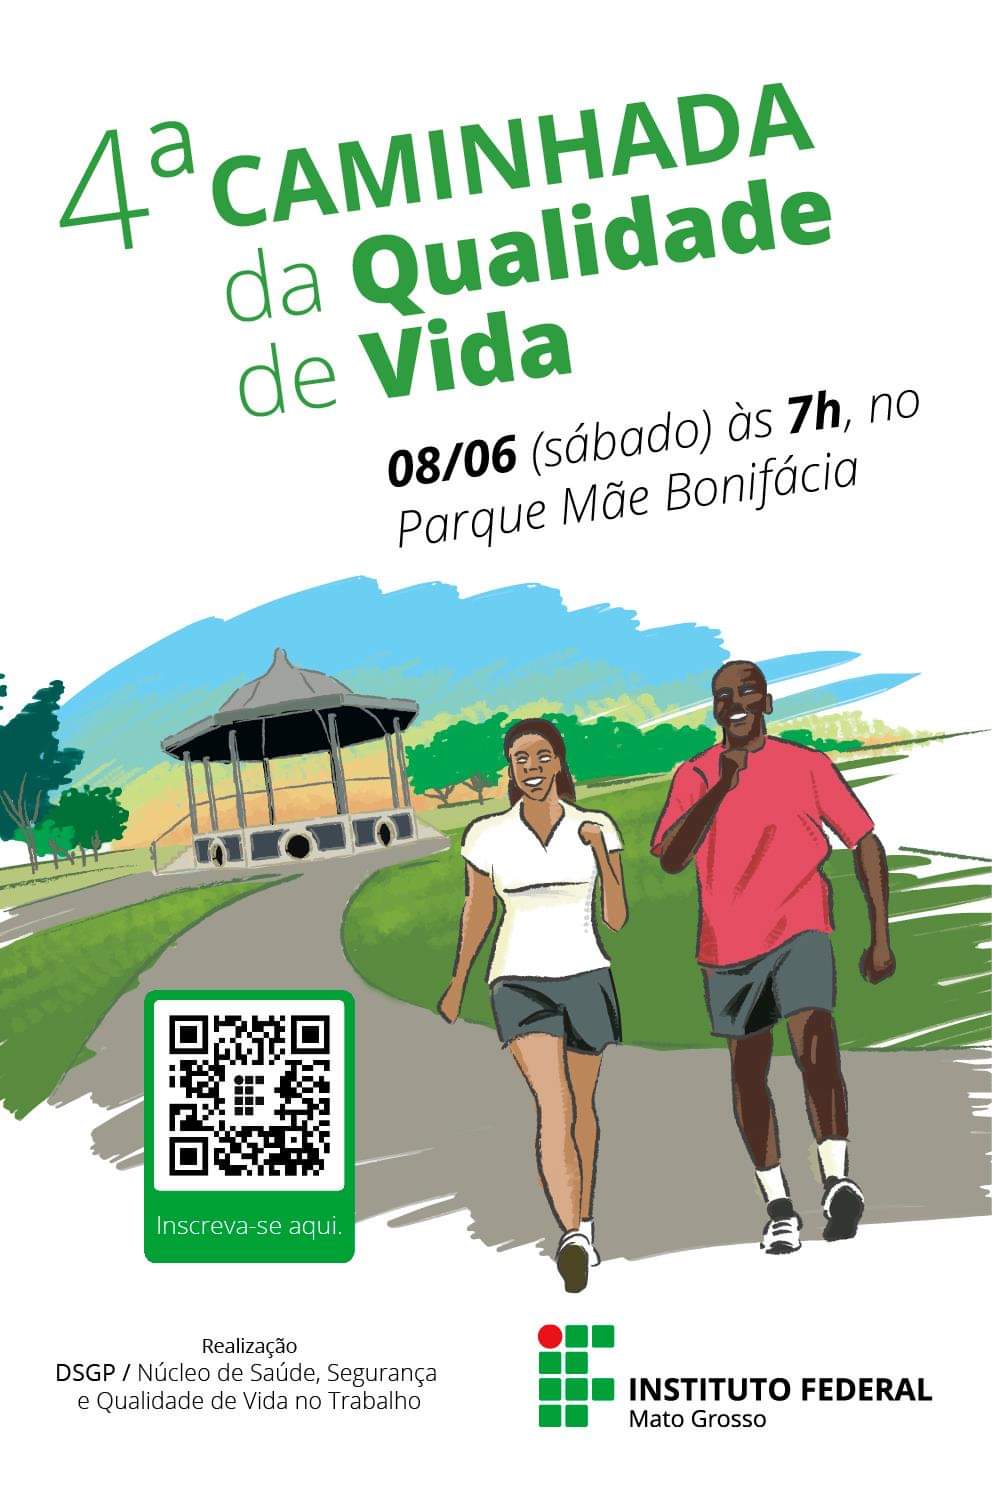 4ª CAMINHADA
da Qualidade
de Vida
08/06 (sábado) às 7h, no
Parque Mãe Bonifácia
Inscreva-se aqui.
Realização
DSGP / Núcleo de Saúde, Segurança
e Qualidade de Vida no Trabalho
INSTITUTO FEDERAL
Mato Grosso